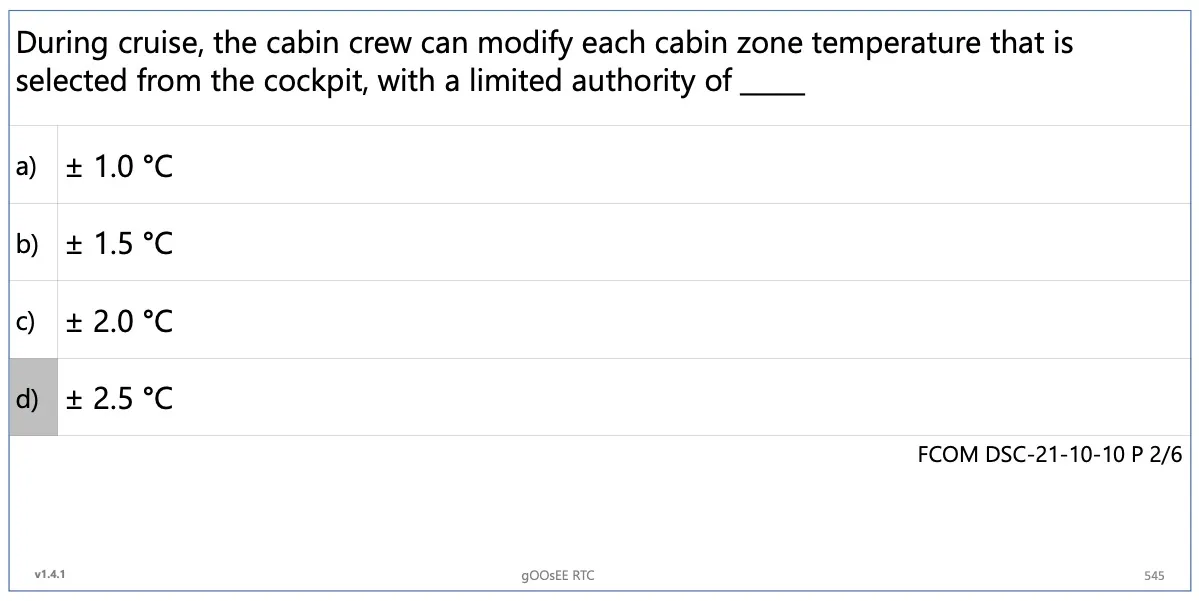 During cruise, the cabin crew can modify each cabin zone temperature that is
selected from the cockpit, with a limited authority of _____
a) ± 1.0 °C
b) ± 1.5 °C
c) ± 2.0 °C
d) ± 2.5 °C
FCOM DSC-21-10-10 P 2/6
v1.4.1 gOOsEE RTC 545